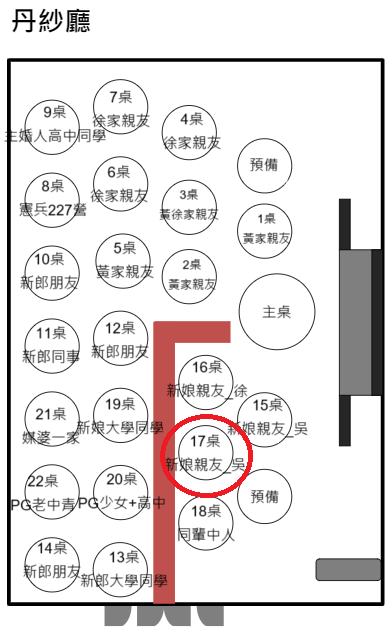 丹紗廳
9桌
主婚人高中同學
7桌
徐家親友
4桌
徐家親友
預備
8桌
憲兵227營
6桌
徐家親友
3桌
黃徐家親友
1桌
黃家親友
10桌
新郎朋友
5桌
黃家親友
2桌
黃家親友
主桌
11桌
新郎同事
12桌
新郎朋友
16桌
新娘親友_徐
15桌
新娘親友_吳
21桌
媒婆一家
19桌
新娘大學同學
17桌
新娘親友_吳
22桌
PG老中青
20桌
PG少女+高中
18桌
同輩中人
預備
14桌
新郎朋友
13桌
新郎大學同學